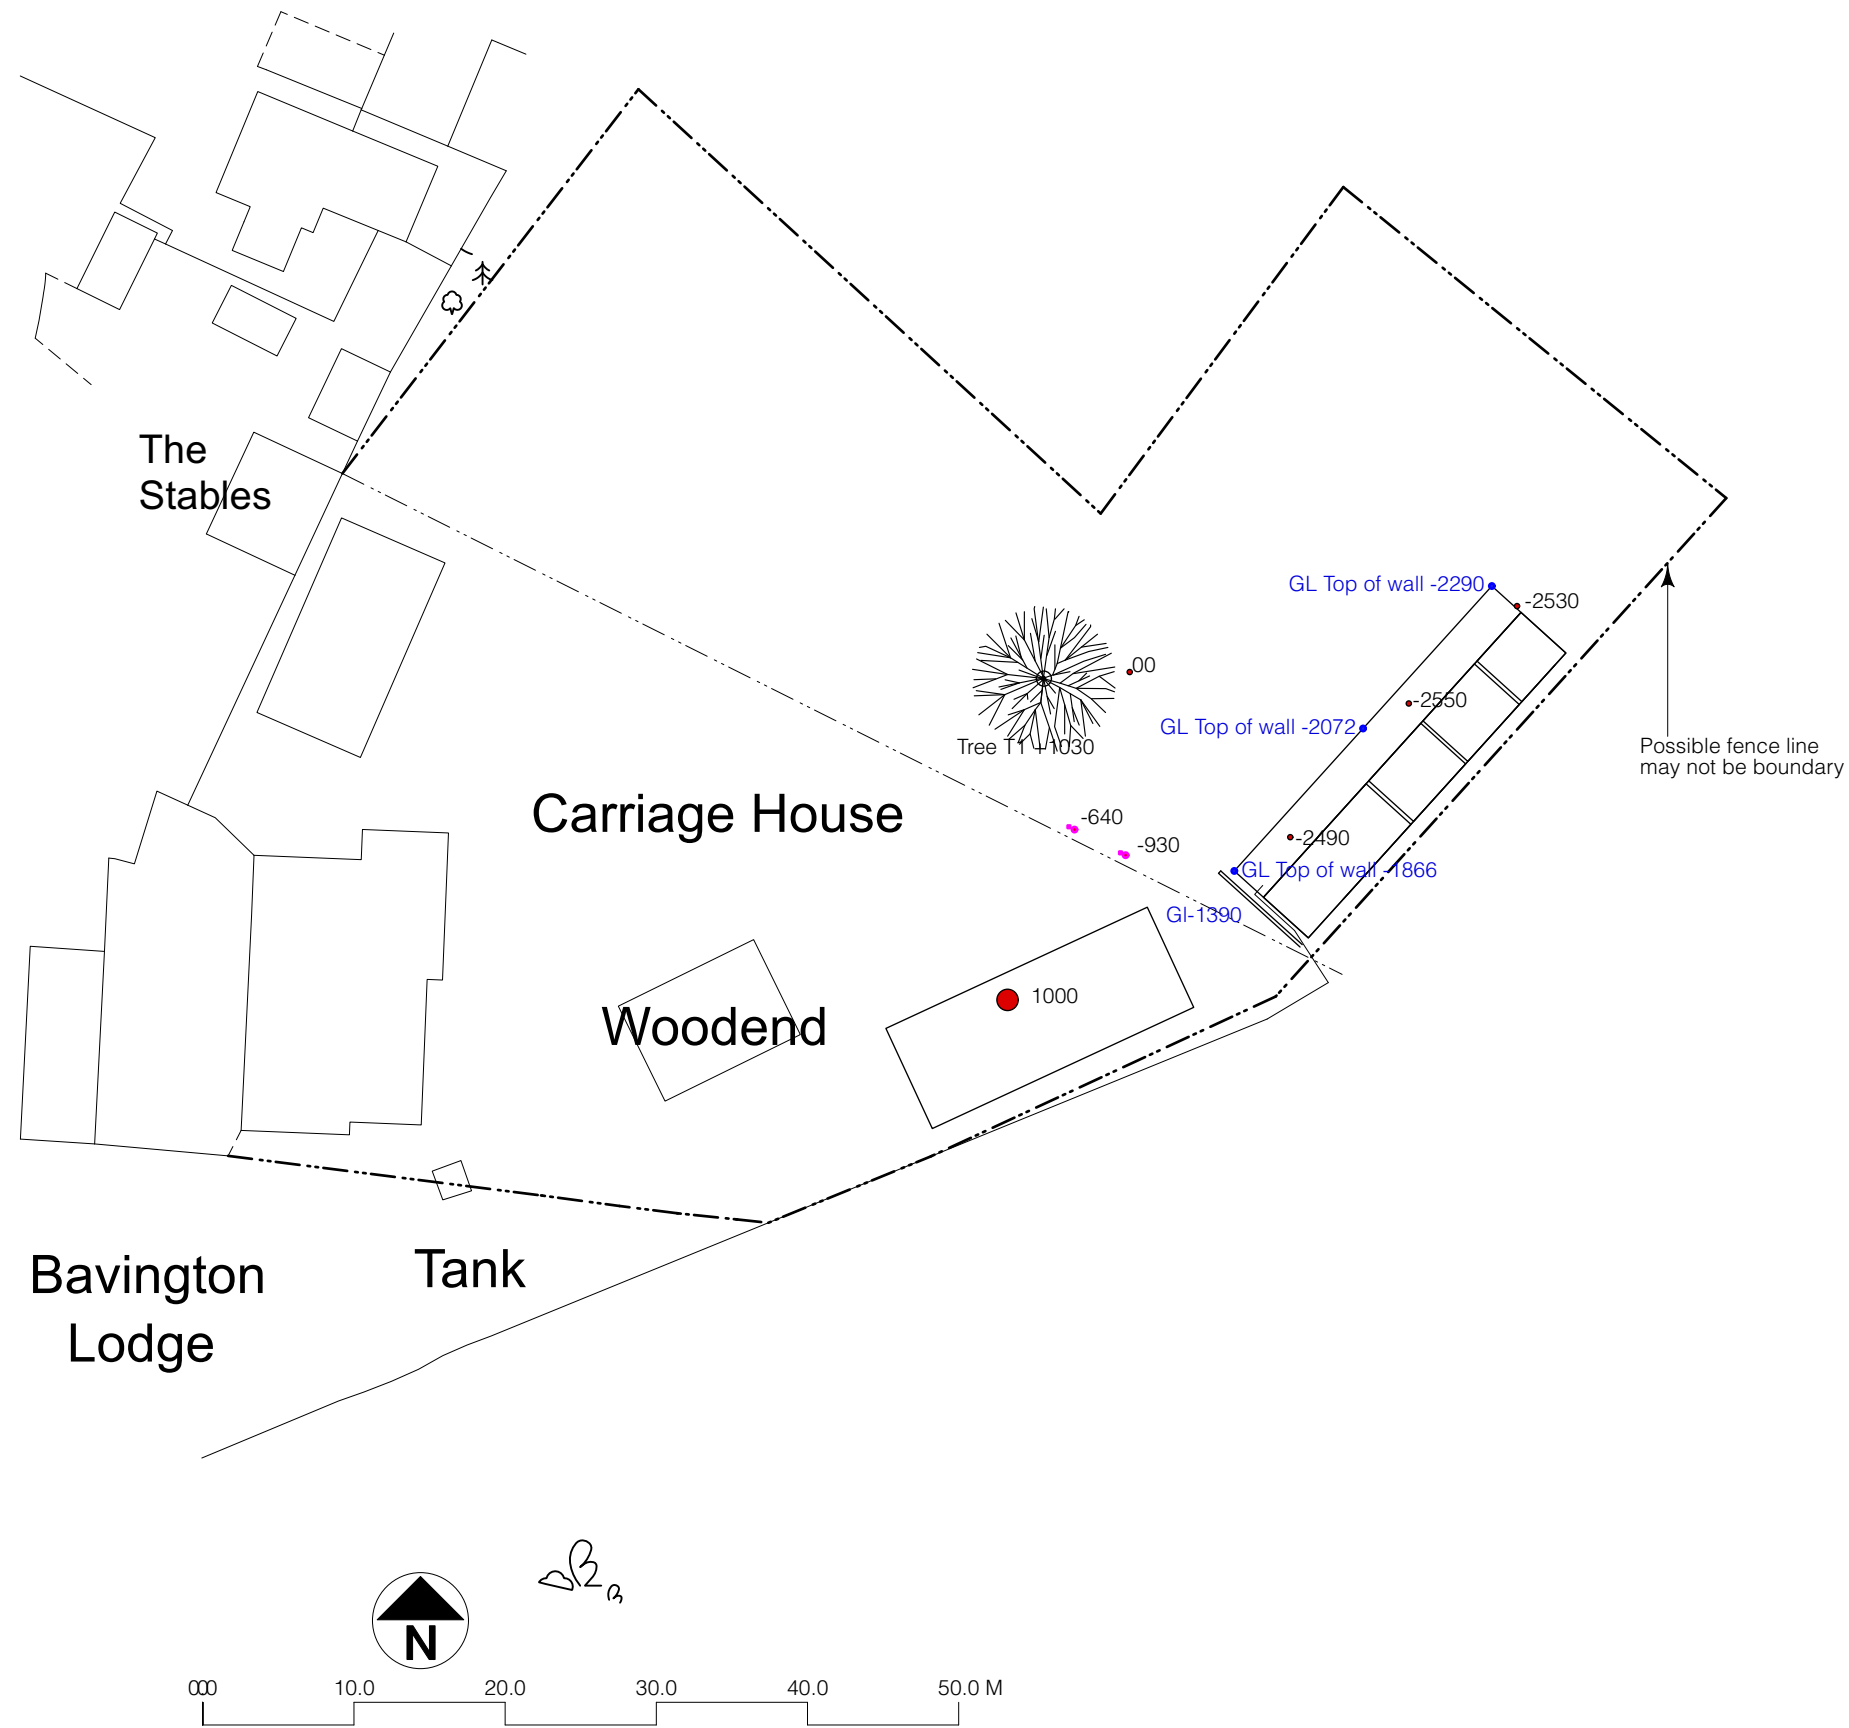 The
Stables
GL Top of wall -2290
-2530
00
-2550
GL Top of wall -2072
Tree T1 +1030
Possible fence line
may not be boundary
Carriage House
-640
-930
-2490
GL Top of wall -1866
Gl-1390
1000
Woodend
Bavington
Lodge
Tank
N
10.0
20.0
30.0
40.0
50.0 M